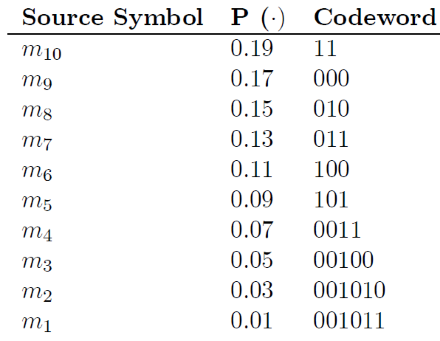 Source Symbol P (·) Codeword
m₁₀ 0.19 11
m₉ 0.17 000
m₈ 0.15 010
m₇ 0.13 011
m₆ 0.11 100
m₅ 0.09 101
m₄ 0.07 0011
m₃ 0.05 00100
m₂ 0.03 001010
m₁ 0.01 001011